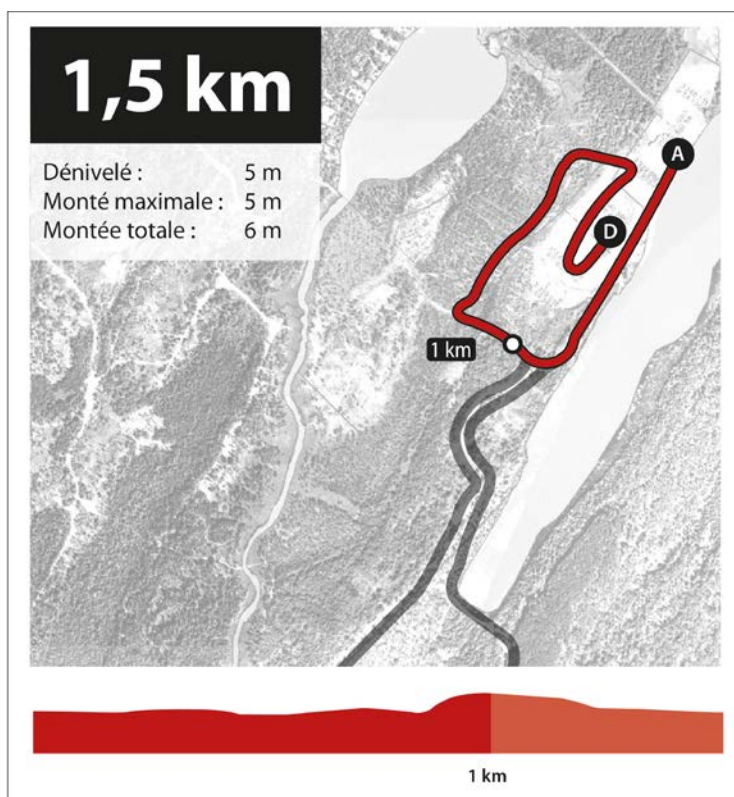 1,5 km
Dénivelé : 5 m
Monté maximale : 5 m
Montée totale : 6 m
A
D
1 km
1 km